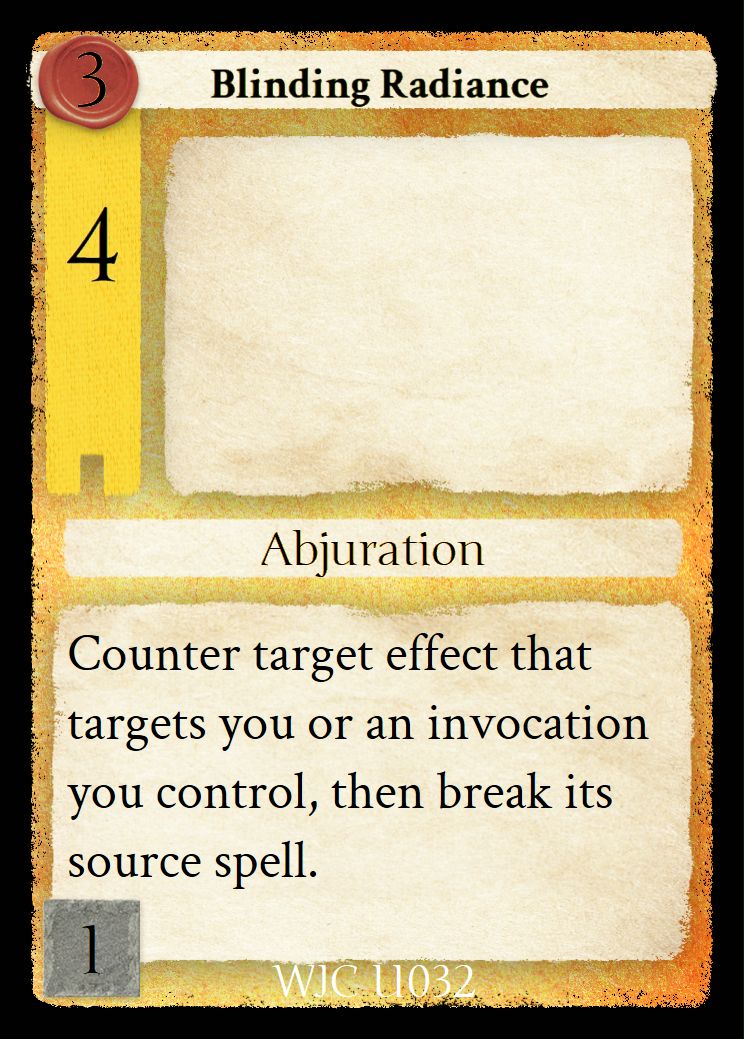 3
Blinding Radiance
4
Abjuration
Counter target effect that
targets you or an invocation
you control, then break its
source spell.
1
WJC 11032